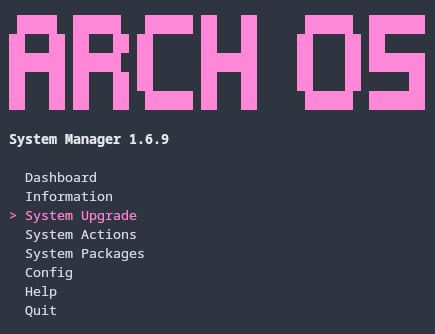 ARCH OS
System Manager 1.6.9
Dashboard
Information
> System Upgrade
System Actions
System Packages
Config
Help
Quit